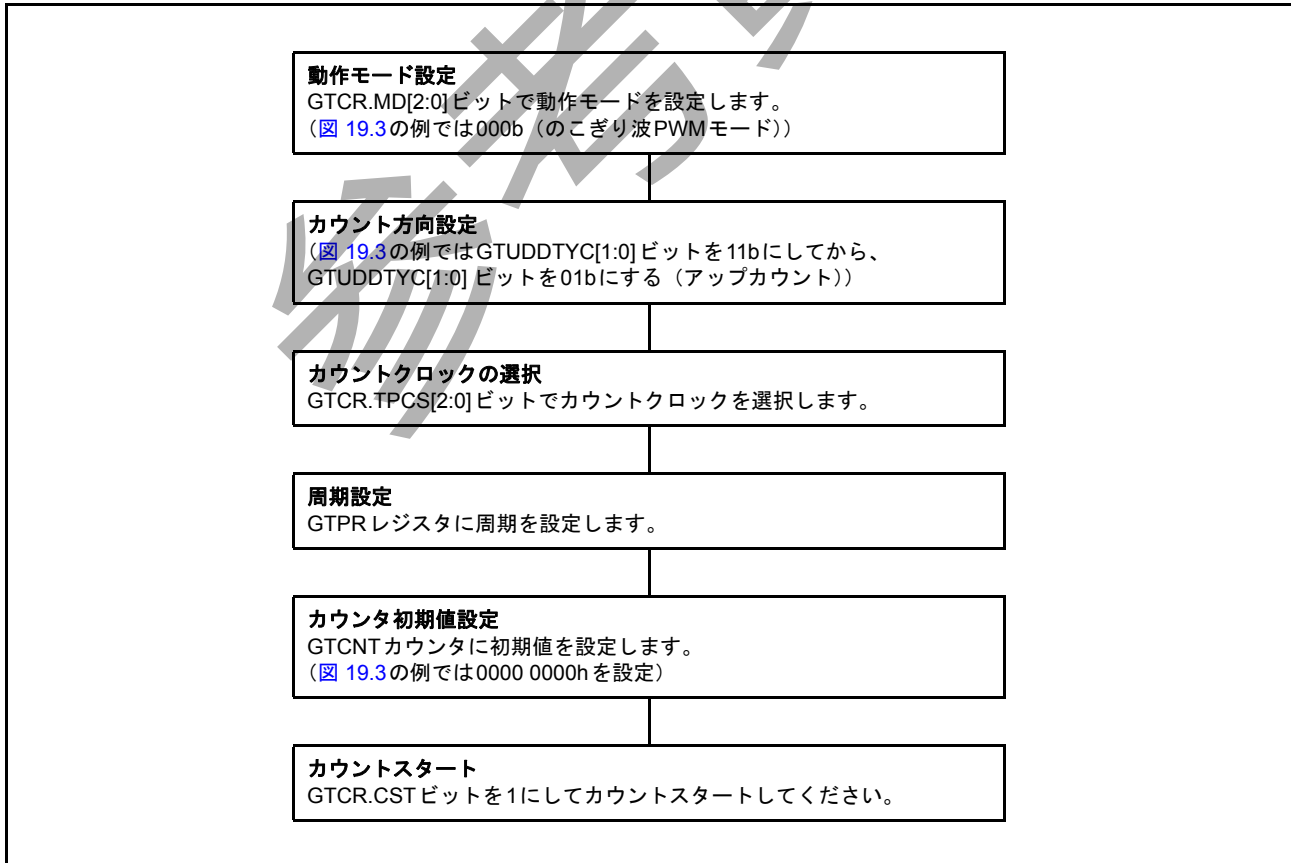 動作モード設定
GTCR.MD[2:0]ビットで動作モードを設定します。
（図 19.3の例では000b（のこぎり波PWMモード））
カウント方向設定
（図 19.3の例ではGTUDDTYC[1:0]ビットを11bにしてから、
GTUDDTYC[1:0] ビットを01bにする（アップカウント））
カウントクロックの選択
GTCR.TPCS[2:0]ビットでカウントクロックを選択します。
周期設定
GTPRレジスタに周期を設定します。
カウンタ初期値設定
GTCNTカウンタに初期値を設定します。
（図 19.3の例では0000 0000hを設定）
カウントスタート
GTCR.CSTビットを1にしてカウントスタートしてください。
参考